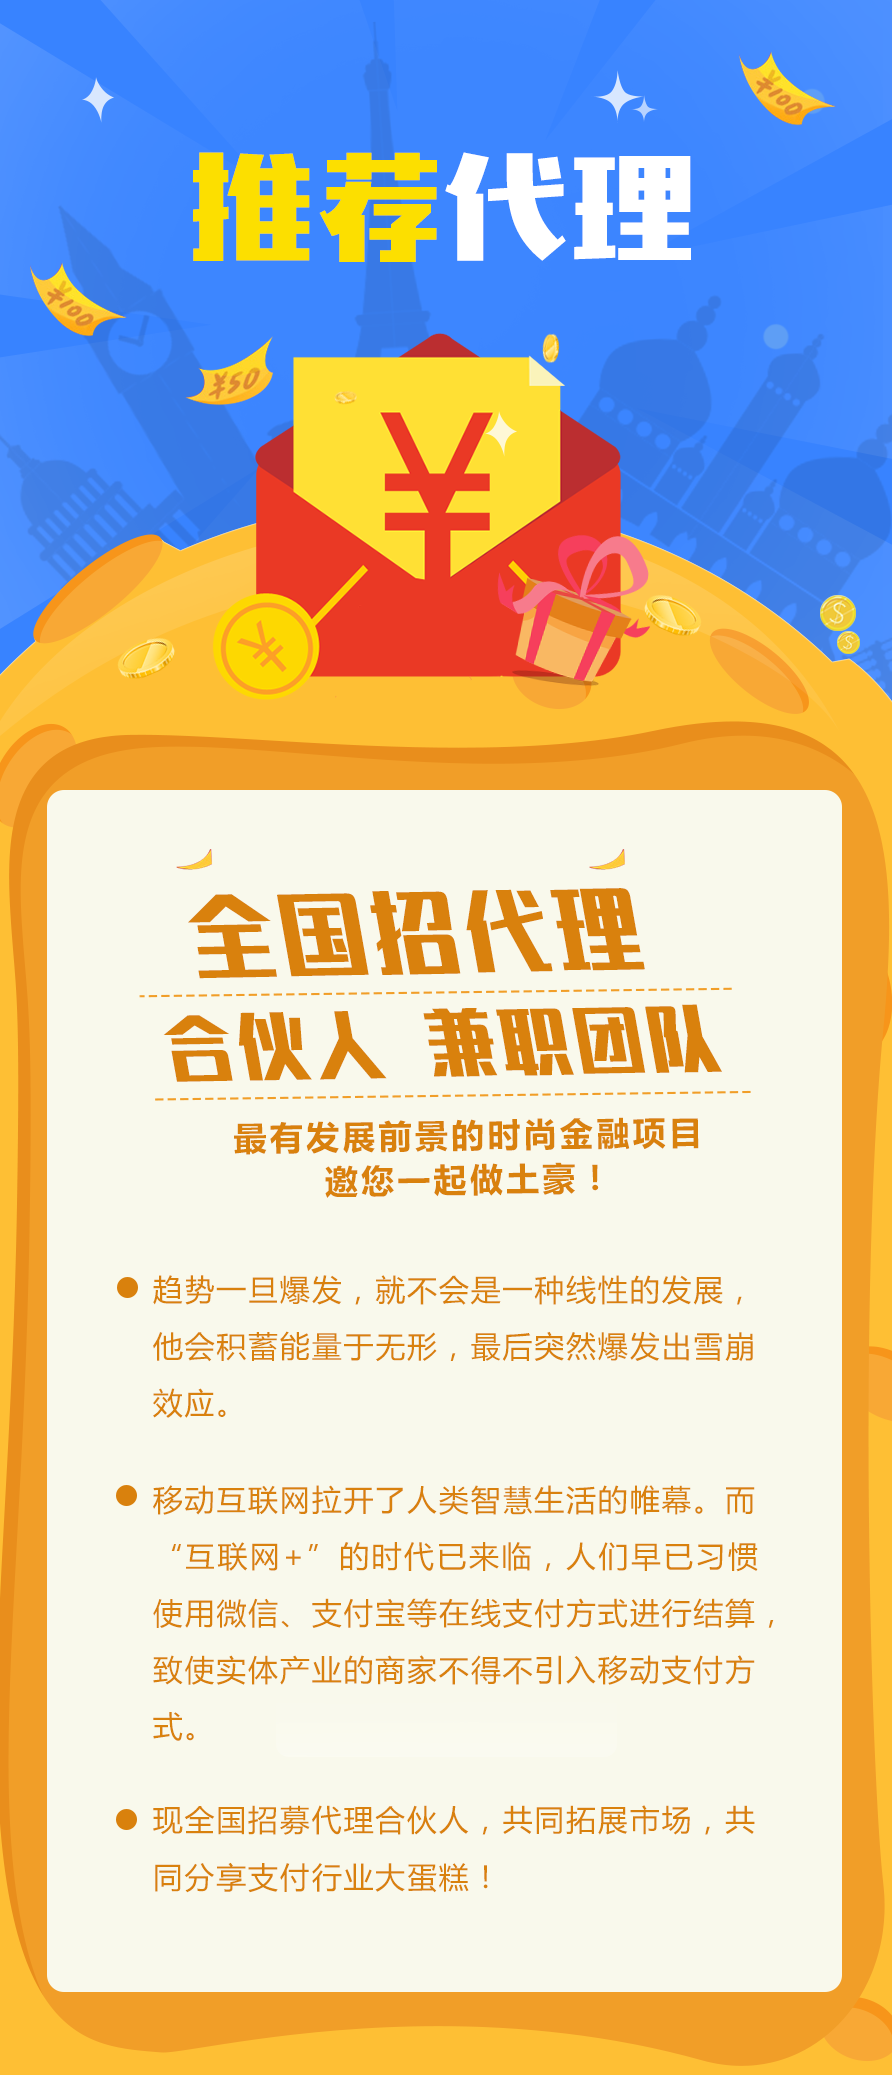 推荐代理
¥100
¥100
¥50
¥
¥
$
$
全国招代理
合伙人 兼职团队
最有发展前景的时尚金融项目
邀您一起做土豪！
趋势一旦爆发，就不会是一种线性的发展，
他会积蓄能量于无形，最后突然爆发出雪崩
效应。
移动互联网拉开了人类智慧生活的帷幕。而
“互联网+”的时代已来临，人们早已习惯
使用微信、支付宝等在线支付方式进行结算，
致使实体产业的商家不得不引入移动支付方
式。
现全国招募代理合伙人，共同拓展市场，共
同分享支付行业大蛋糕！